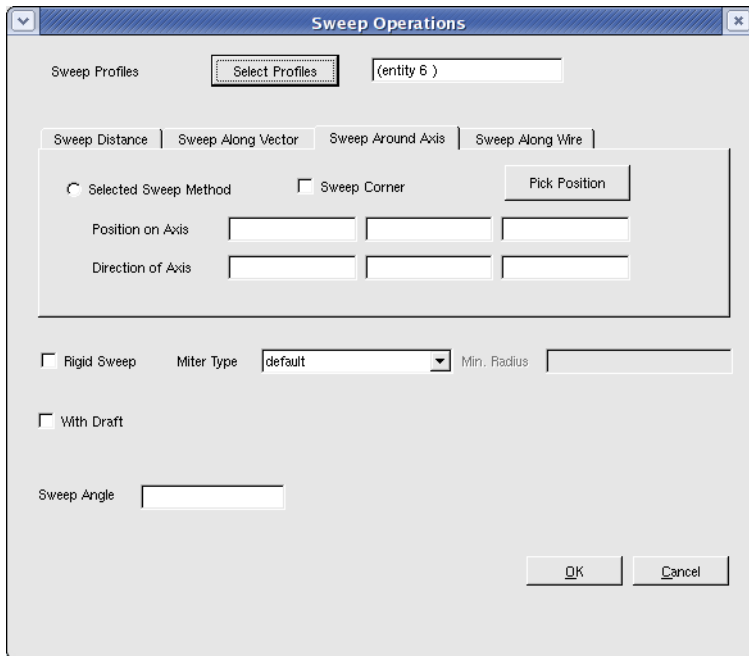 Sweep Operations
Sweep Profiles Select Profiles (entity 6 )
Sweep Distance Sweep Along Vector Sweep Around Axis Sweep Along Wire
Selected Sweep Method Sweep Corner Pick Position
Position on Axis
Direction of Axis
Rigid Sweep Miter Type default Min. Radius
With Draft
Sweep Angle
OK Cancel